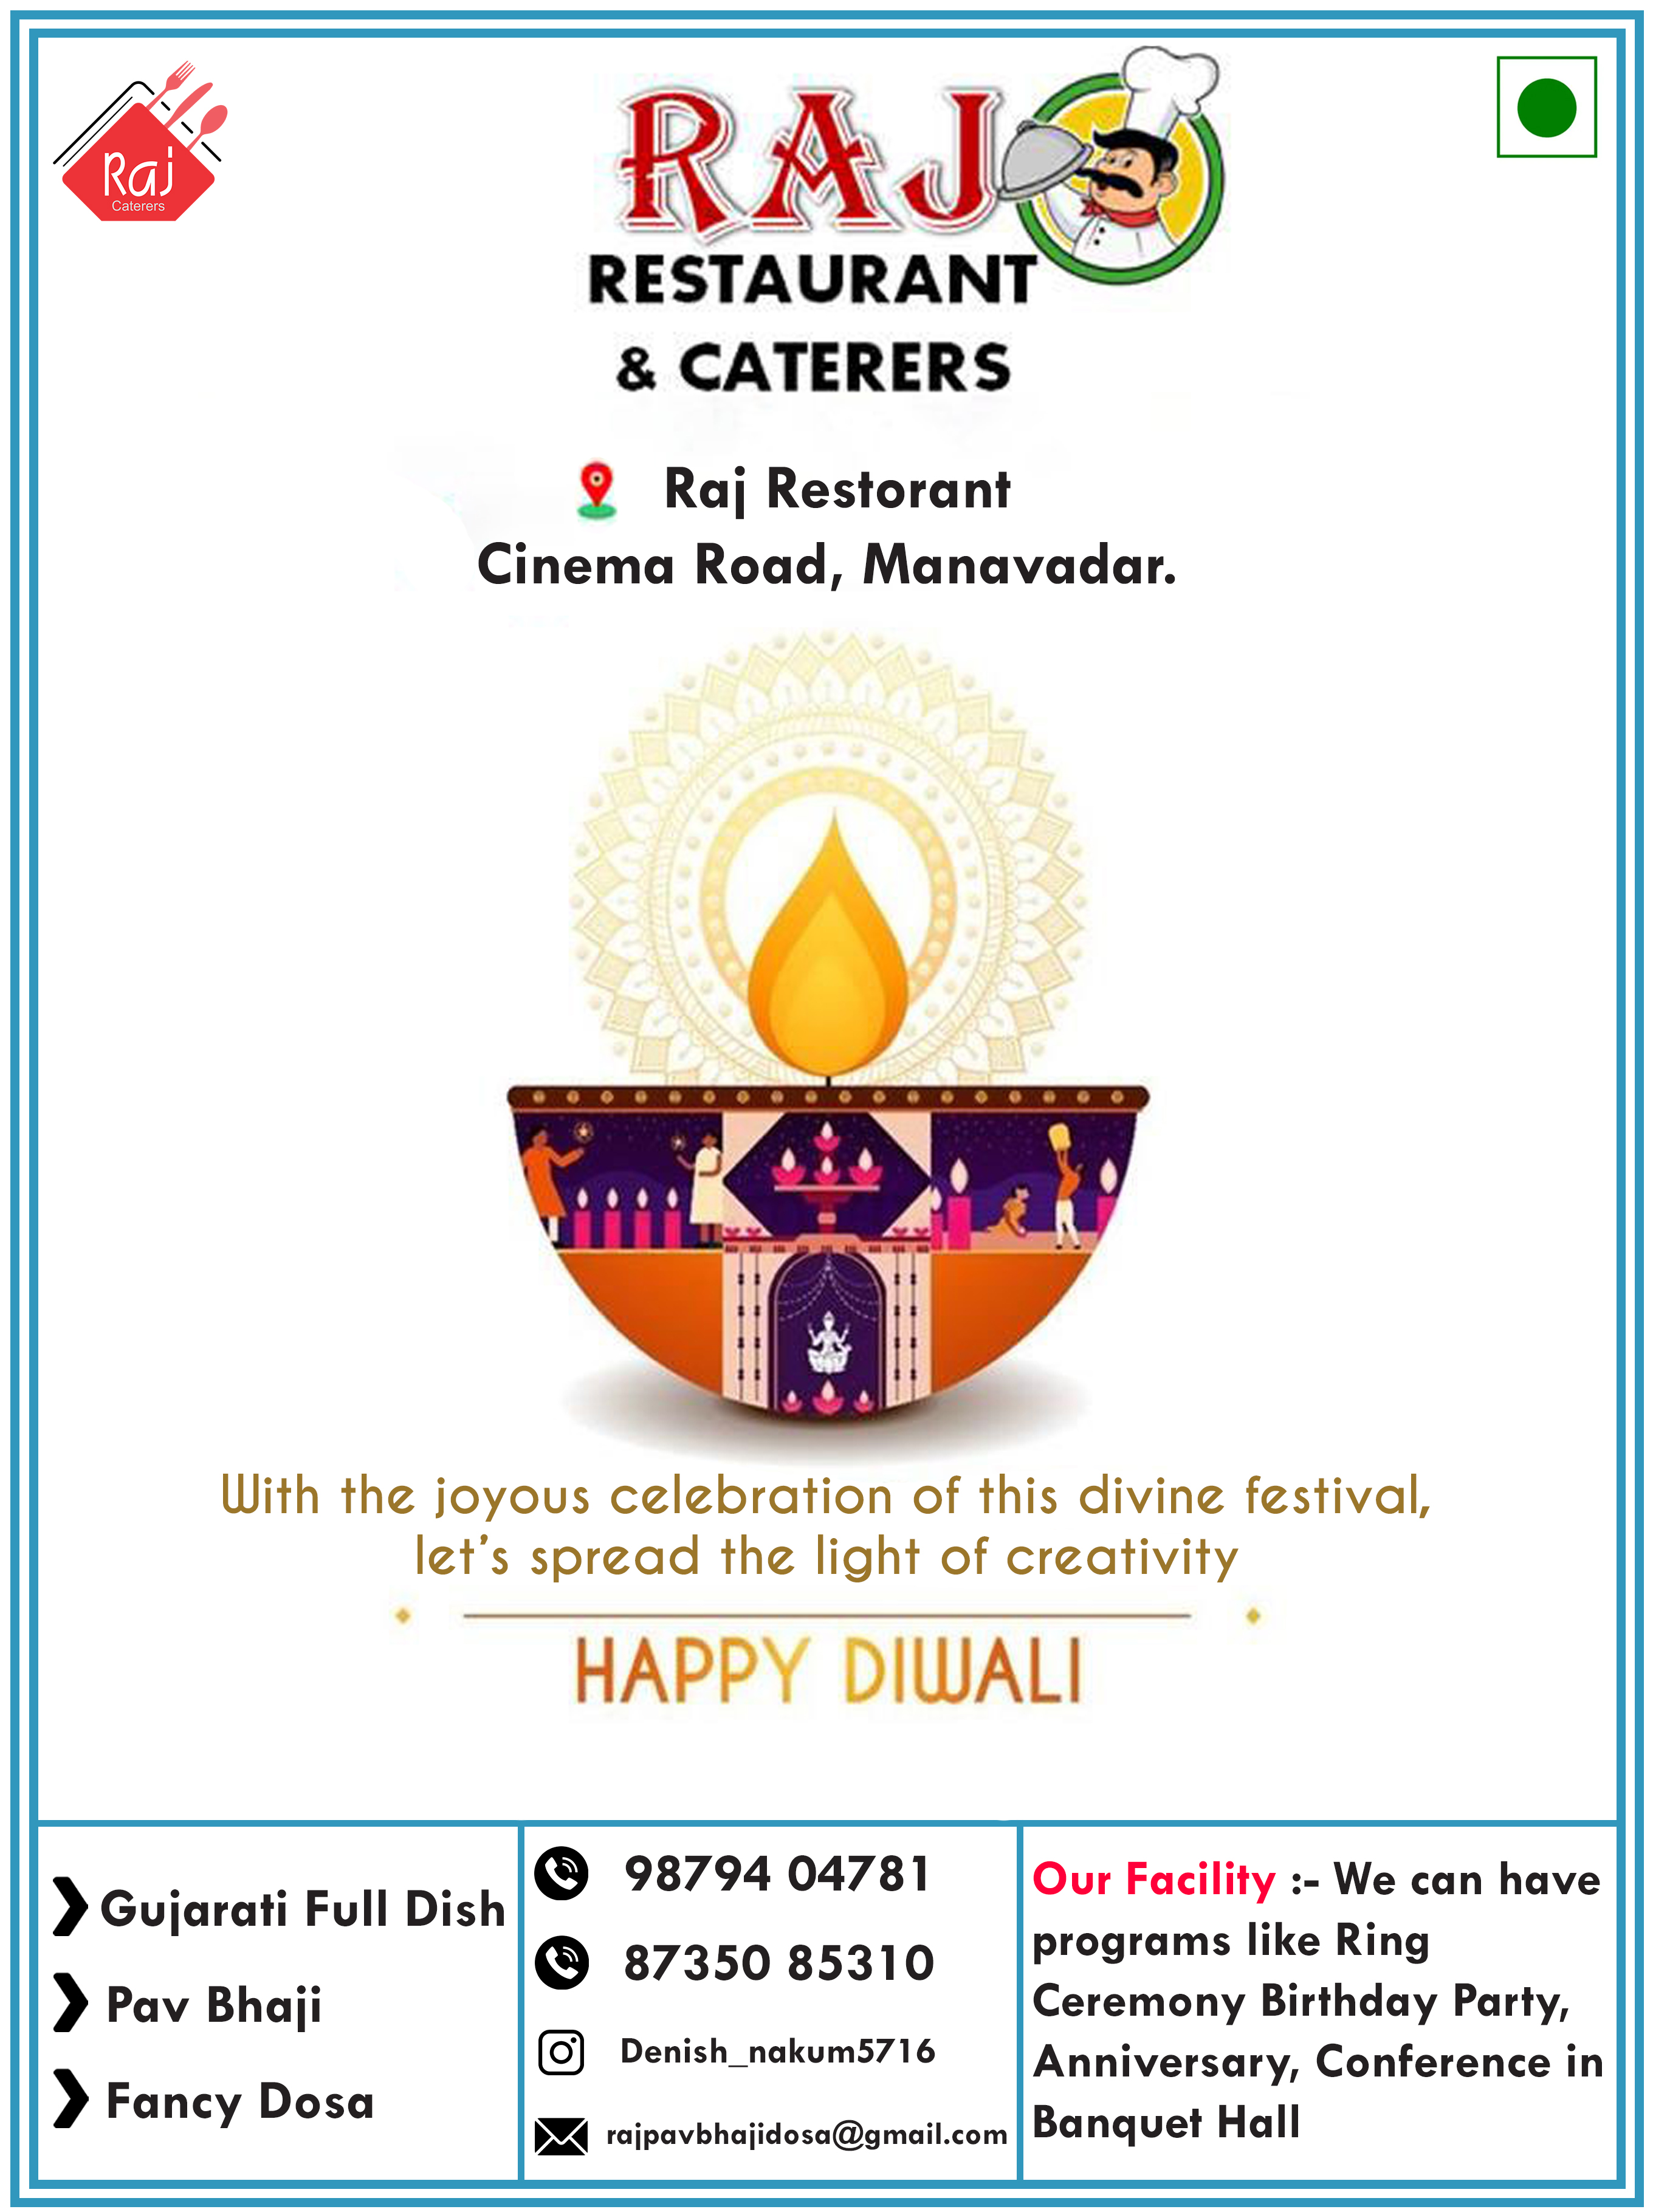 Raj
Caterers
RAJ
RESTAURANT
& CATERERS
Raj Restorant
Cinema Road, Manavadar.
With the joyous celebration of this divine festival,
let's spread the light of creativity
HAPPY DIWALI
Gujarati Full Dish
Pav Bhaji
Fancy Dosa
98794 04781
87350 85310
Denish_nakum5716
rajpavbhajidosa@gmail.com
Our Facility :- We can have
programs like Ring
Ceremony Birthday Party,
Anniversary, Conference in
Banquet Hall